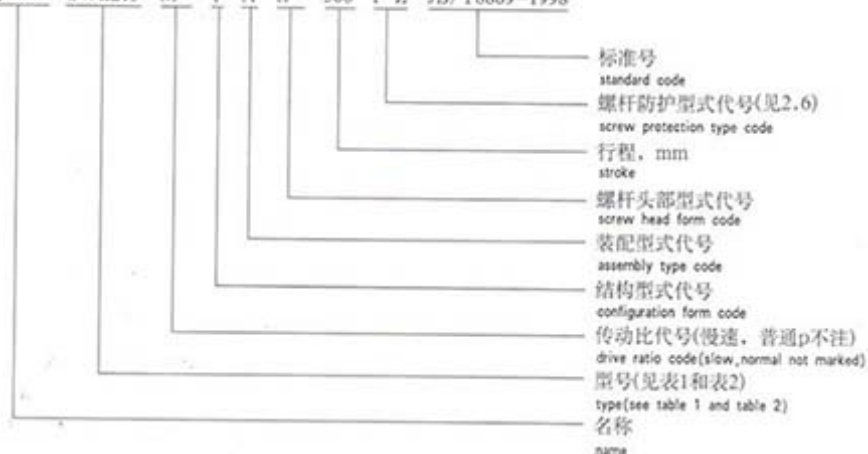 标准号
standard code
螺杆防护型式代号(见2.6)
screw protection type code
行程，mm
stroke
螺杆头部型式代号
screw head form code
装配型式代号
assembly type code
结构型式代号
configuration form code
传动比代号(慢速，普通p不注)
drive ratio code(slow,normal not marked)
型号(见表1和表2)
type(see table 1 and table 2)
名称
name